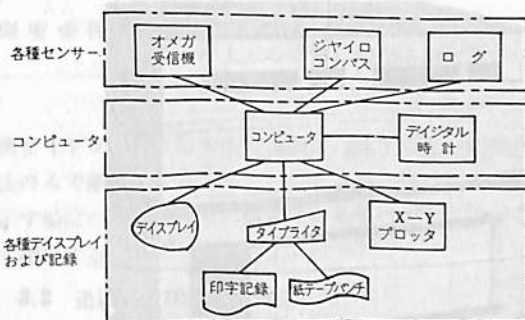 各種センサー
オメガ
受信機
ジャイロ
コンパス
ログ
コンピュータ
コンピュータ
デイジタル
時計
各種デイスプレイ
および記録
デイスプレイ
タイプライタ
X－Y
プロッタ
印字記録
紙テープパンチ